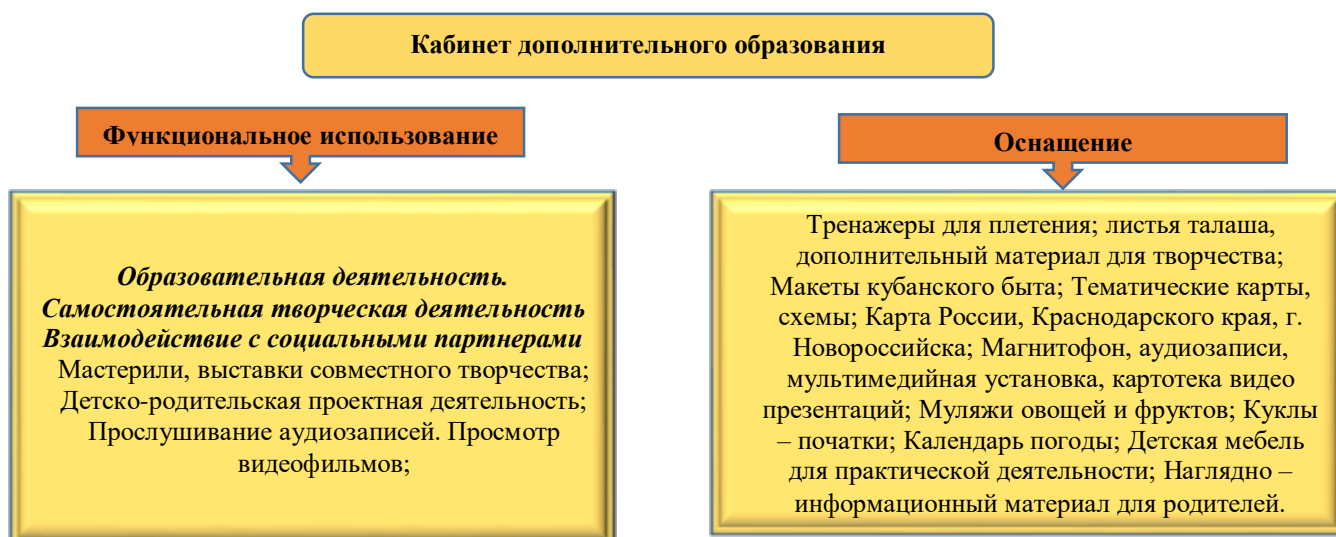 Кабинет дополнительного образования
Функциональное использование
Образовательная деятельность.
Самостоятельная творческая деятельность
Взаимодействие с социальными партнерами
Мастерили, выставки совместного творчества;
Детско-родительская проектная деятельность;
Прослушивание аудиозаписей. Просмотр
видеофильмов;
Оснащение
Тренажеры для плетения; листья талаша,
дополнительный материал для творчества;
Макеты кубанского быта; Тематические карты,
схемы; Карта России, Краснодарского края, г.
Новороссийска; Магнитофон, аудиозаписи,
мультимедийная установка, картотека видео
презентаций; Муляжи овощей и фруктов; Куклы
– початки; Календарь погоды; Детская мебель
для практической деятельности; Наглядно –
информационный материал для родителей.